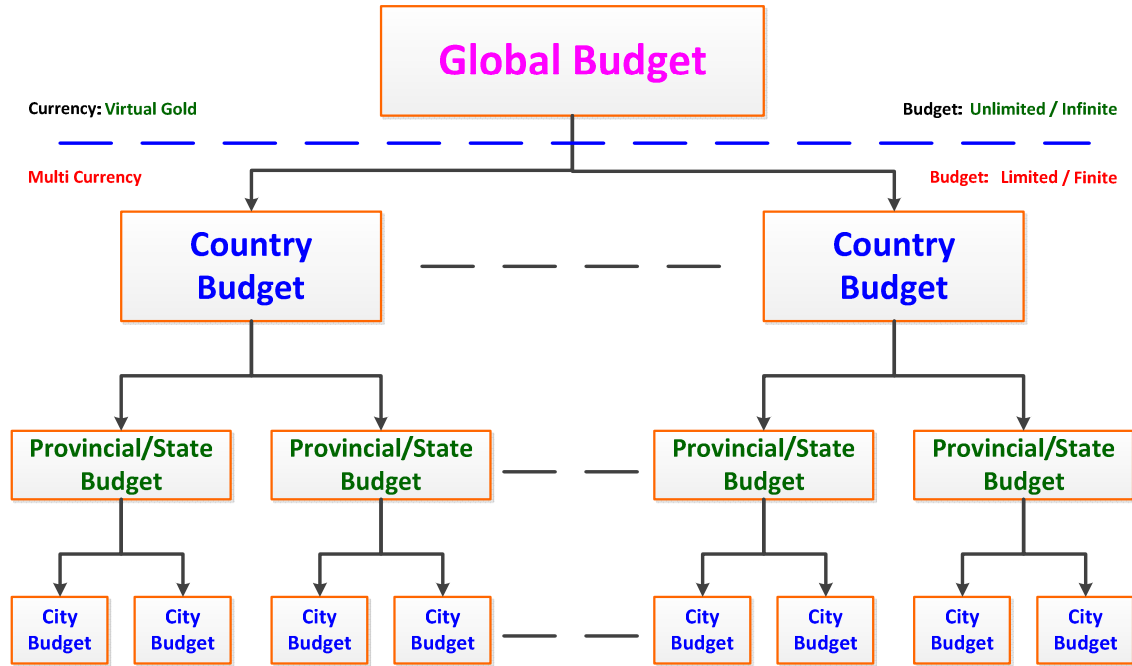 Global Budget
Currency: Virtual Gold
Budget: Unlimited / Infinite
Multi Currency
Budget: Limited / Finite
Country
Budget
Country
Budget
Provincial/State
Budget
Provincial/State
Budget
Provincial/State
Budget
Provincial/State
Budget
City
Budget
City
Budget
City
Budget
City
Budget
City
Budget
City
Budget
City
Budget
City
Budget